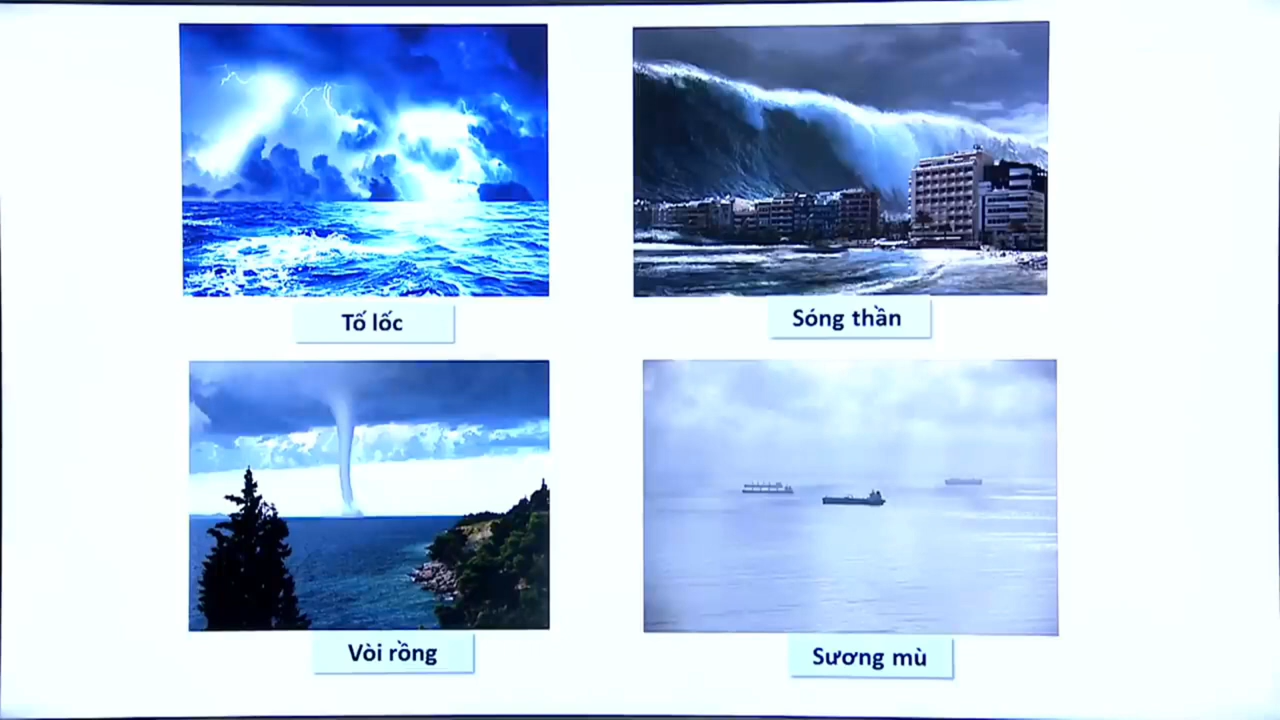 Tố lốc
Sóng thần
Vòi rồng
Sương mù